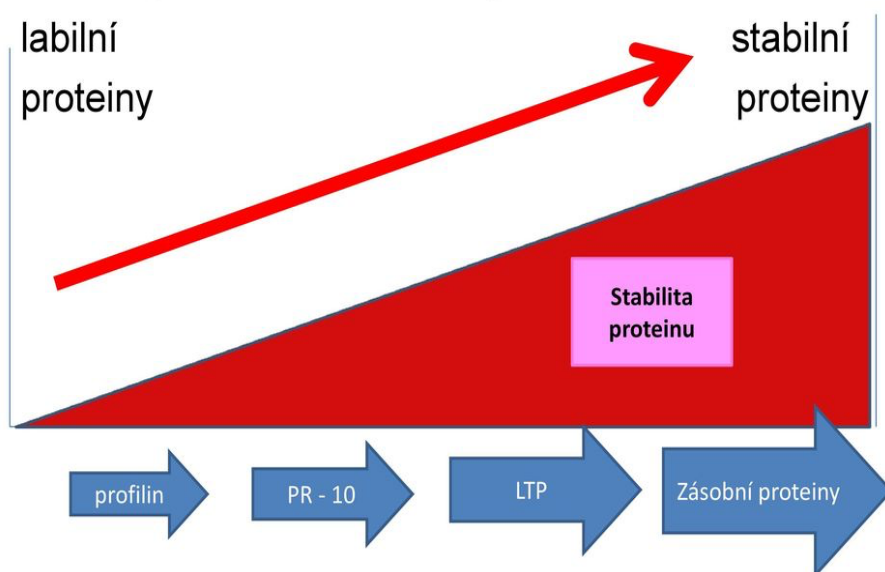 labilní
proteiny
stabilní
proteiny
Stabilita
proteinu
profilin
PR - 10
LTP
Zásobní proteiny